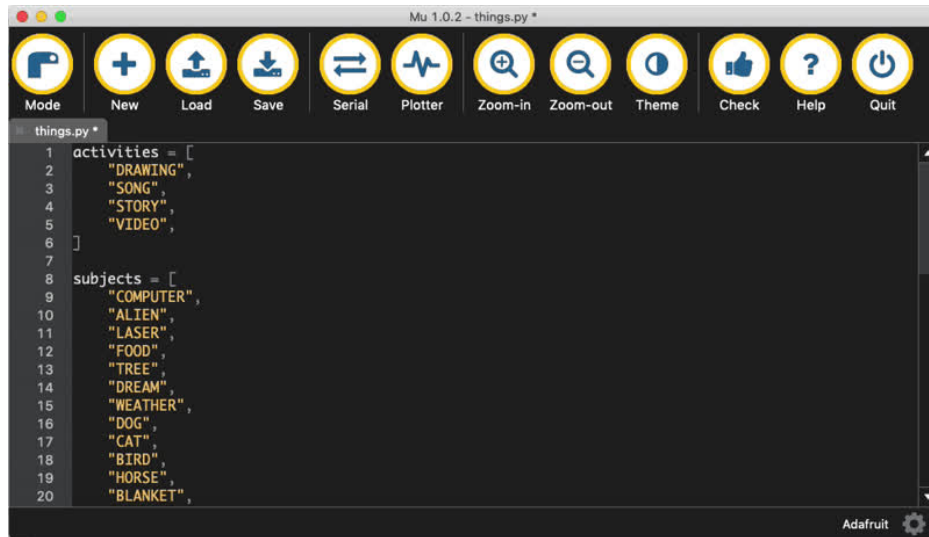 Mu 1.0.2 - things.py *
Mode New Load Save Serial Plotter Zoom-in Zoom-out Theme Check Help Quit
things.py *
1 activities = [
2 "DRAWING",
3 "SONG",
4 "STORY",
5 "VIDEO",
6 ]
7
8 subjects = [
9 "COMPUTER",
10 "ALIEN",
11 "LASER",
12 "FOOD",
13 "TREE",
14 "DREAM",
15 "WEATHER",
16 "DOG",
17 "CAT",
18 "BIRD",
19 "HORSE",
20 "BLANKET",
Adafruit